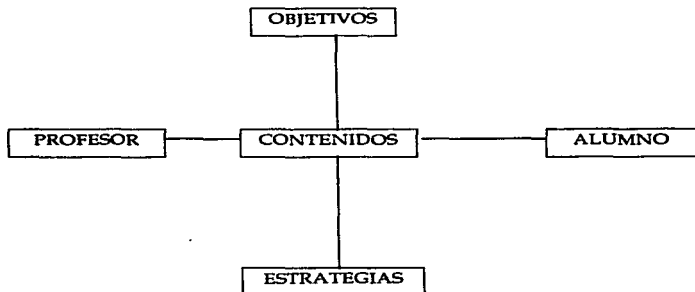 OBJETIVOS
PROFESOR CONTENIDOS ALUMNO
ESTRATEGIAS